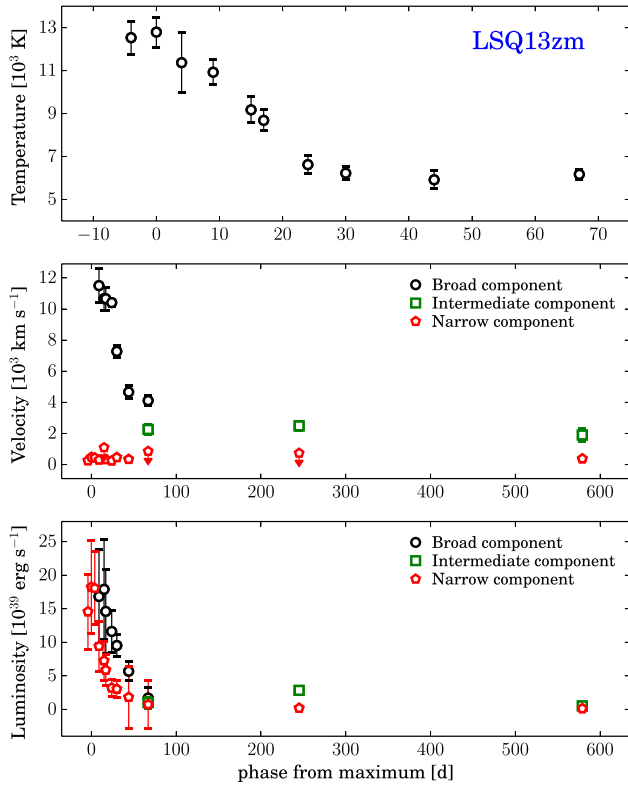 LSQ13zm
Temperature [10³ K]
13
11
9
7
5
−10 0 10 20 30 40 50 60 70
Velocity [10³ km s⁻¹]
12
10
8
6
4
2
0
Broad component
Intermediate component
Narrow component
0 100 200 300 400 500 600
Luminosity [10³⁹ erg s⁻¹]
25
20
15
10
5
0
Broad component
Intermediate component
Narrow component
0 100 200 300 400 500 600
phase from maximum [d]